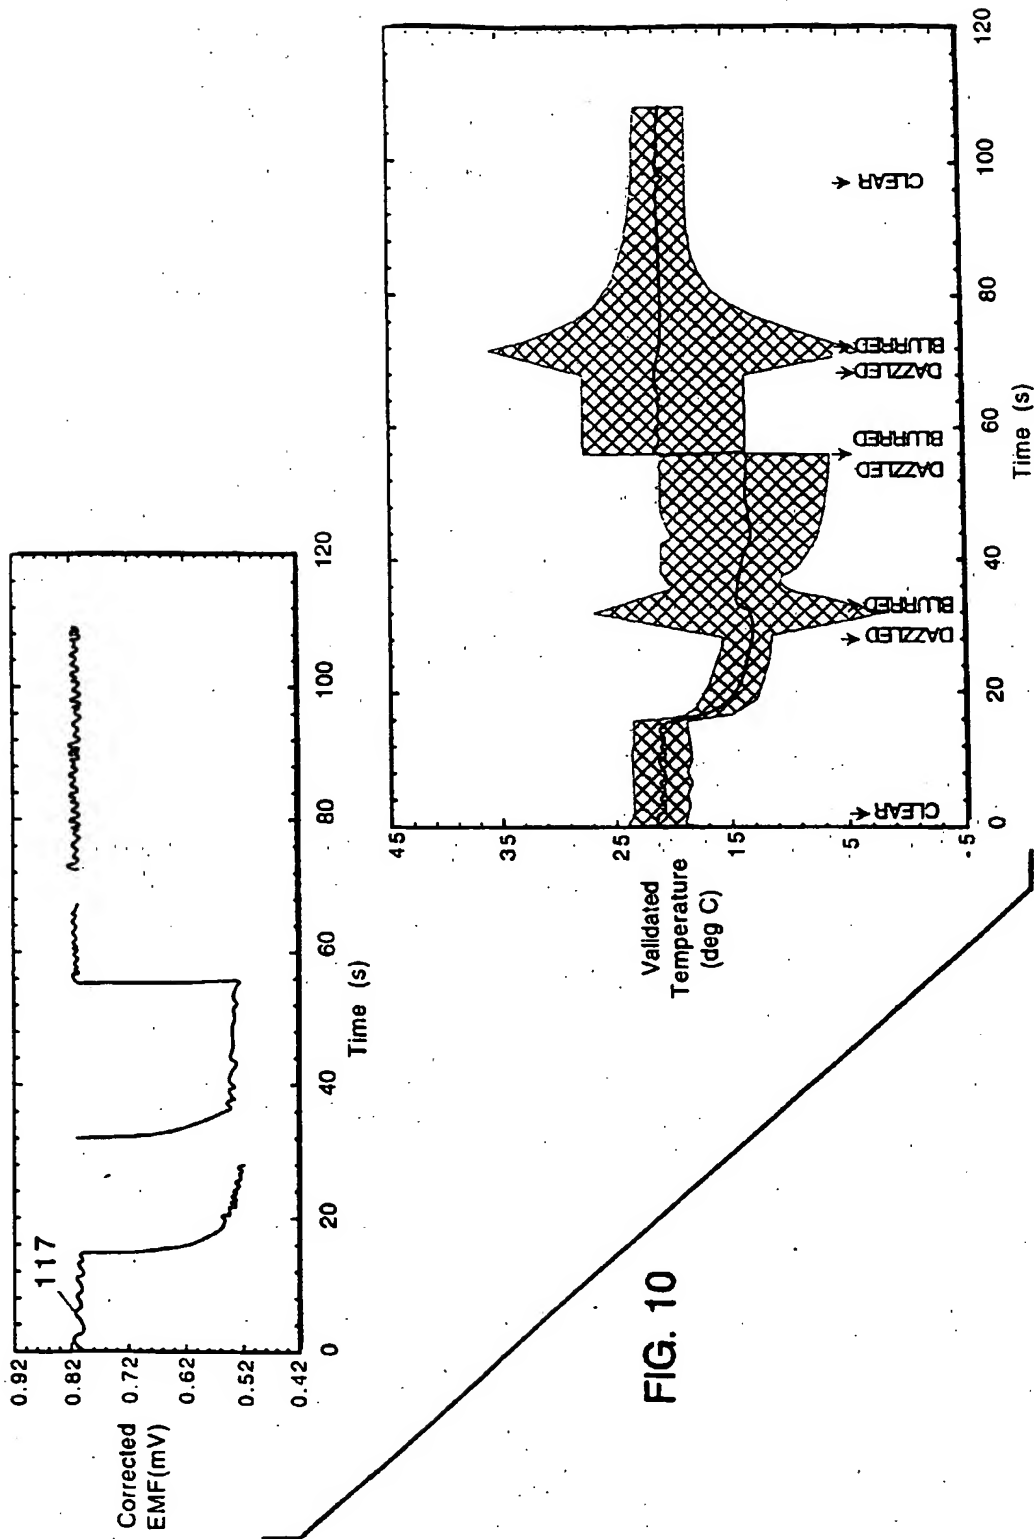 117
0.92
0.82
0.72
0.62
0.52
0.42
Corrected
EMF(mV)
0
20
40
60
80
100
120
Time (s)
FIG. 10
45
35
25
15
5
-5
Validated
Temperature
(deg C)
CLEAR
DAZZLED
BLURRED
DAZZLED
BLURRED
DAZZLED
BLURRED
CLEAR
0
20
40
60
80
100
120
Time (s)